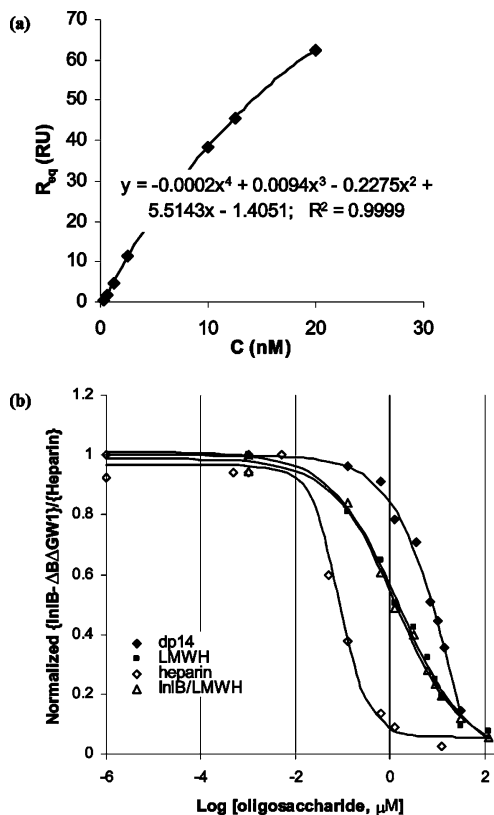 (a)
70
60
50
40
30
20
10
0
R_eq (RU)
y = -0.0002x⁴ + 0.0094x³ - 0.2275x² +
5.5143x - 1.4051; R² = 0.9999
0 10 20 30
C (nM)
(b)
1.2
1
0.8
0.6
0.4
0.2
0
Normalized {InlB-ΔBΔGW1}/{Heparin}
dp14
LMWH
heparin
InlB/LMWH
-6 -4 -2 0 2
Log [oligosaccharide, μM]